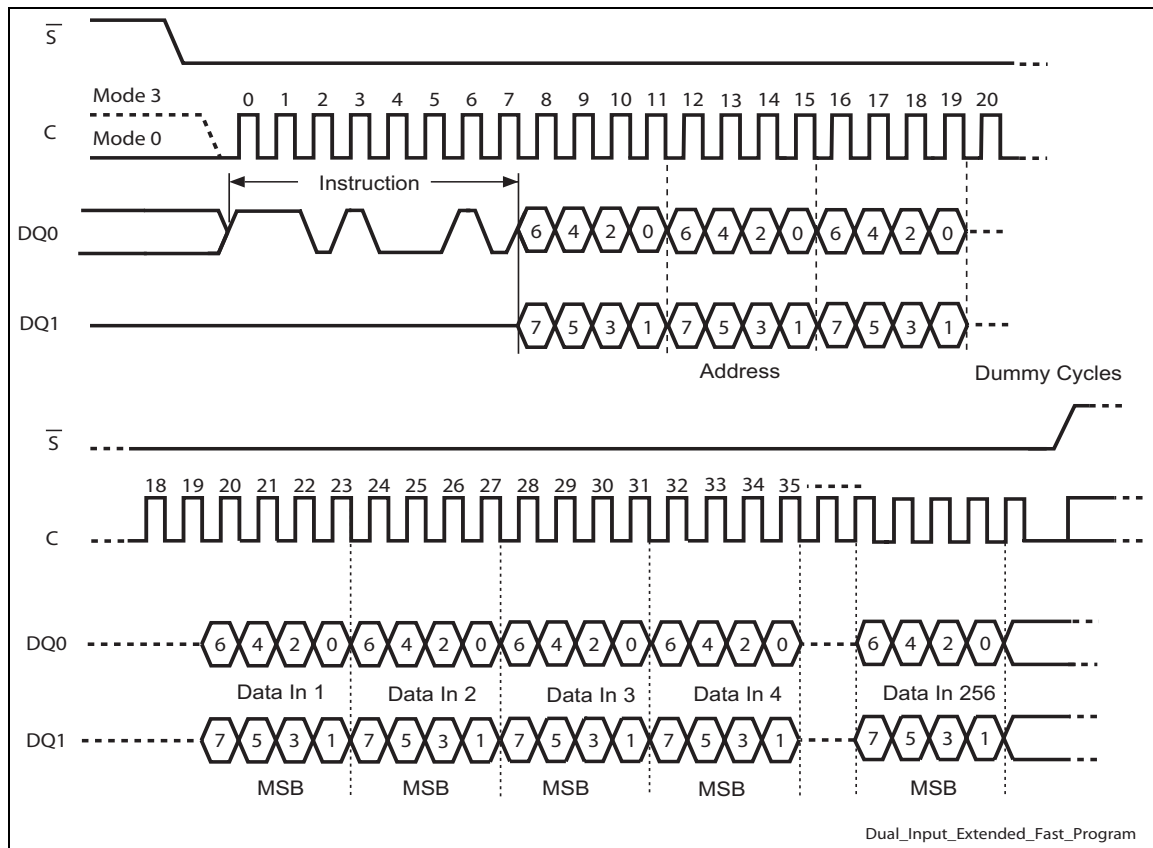 S
Mode 3
0 1 2 3 4 5 6 7 8 9 10 11 12 13 14 15 16 17 18 19 20
C
Mode 0
Instruction
DQ0
6 4 2 0 6 4 2 0 6 4 2 0
DQ1
7 5 3 1 7 5 3 1 7 5 3 1
Address
Dummy Cycles
S
18 19 20 21 22 23 24 25 26 27 28 29 30 31 32 33 34 35
C
DQ0
6 4 2 0 6 4 2 0 6 4 2 0 6 4 2 0 6 4 2 0
Data In 1 Data In 2 Data In 3 Data In 4 Data In 256
DQ1
7 5 3 1 7 5 3 1 7 5 3 1 7 5 3 1 7 5 3 1
MSB MSB MSB MSB MSB
Dual_Input_Extended_Fast_Program